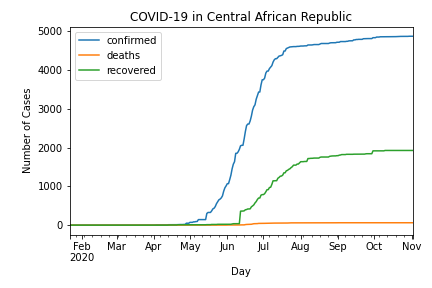 COVID-19 in Central African Republic
confirmed
deaths
recovered
Number of Cases
5000
4000
3000
2000
1000
0
Feb Mar Apr May Jun Jul Aug Sep Oct Nov
2020
Day